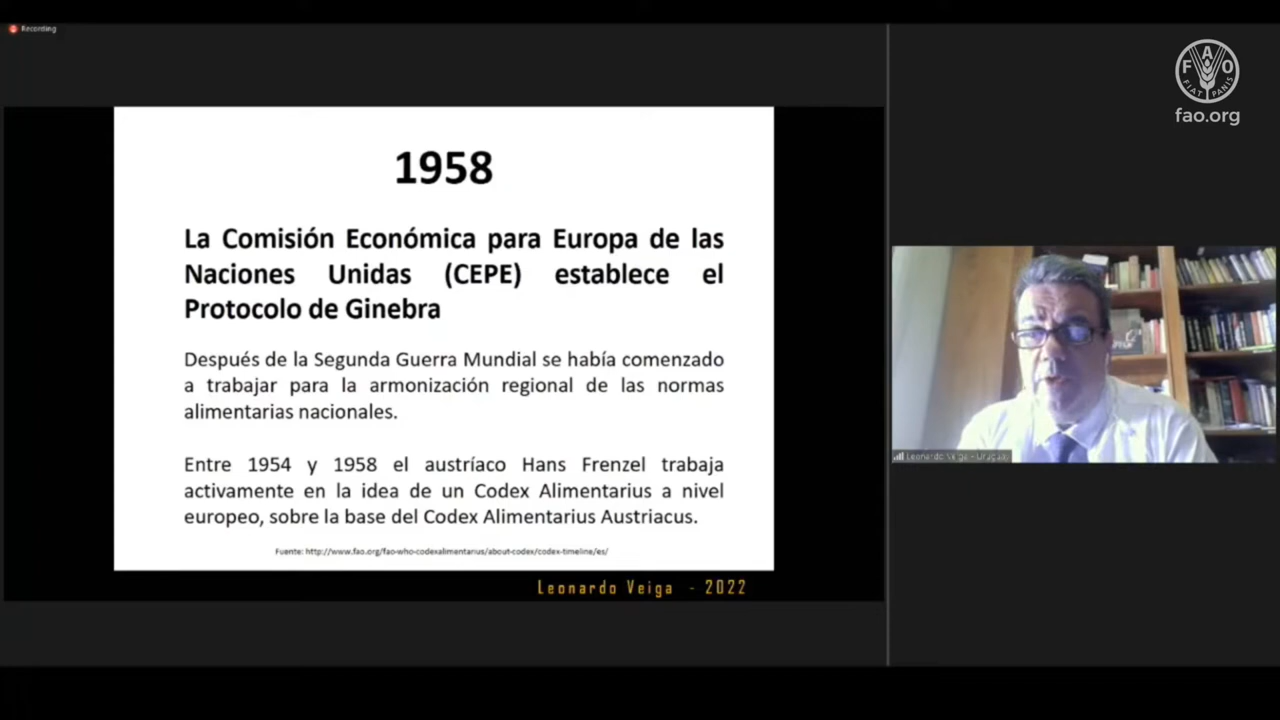 Recording
FAO
FIAT PANIS
fao.org
1958
La Comisión Económica para Europa de las
Naciones Unidas (CEPE) establece el
Protocolo de Ginebra
Después de la Segunda Guerra Mundial se había comenzado
a trabajar para la armonización regional de las normas
alimentarias nacionales.
Entre 1954 y 1958 el austríaco Hans Frenzel trabaja
activamente en la idea de un Codex Alimentarius a nivel
europeo, sobre la base del Codex Alimentarius Austriacus.
Fuente: http://www.fao.org/fao-who-codexalimentarius/about-codex/codex-timeline/es/
Leonardo Veiga - 2022
Leonardo Veiga - Uruguay